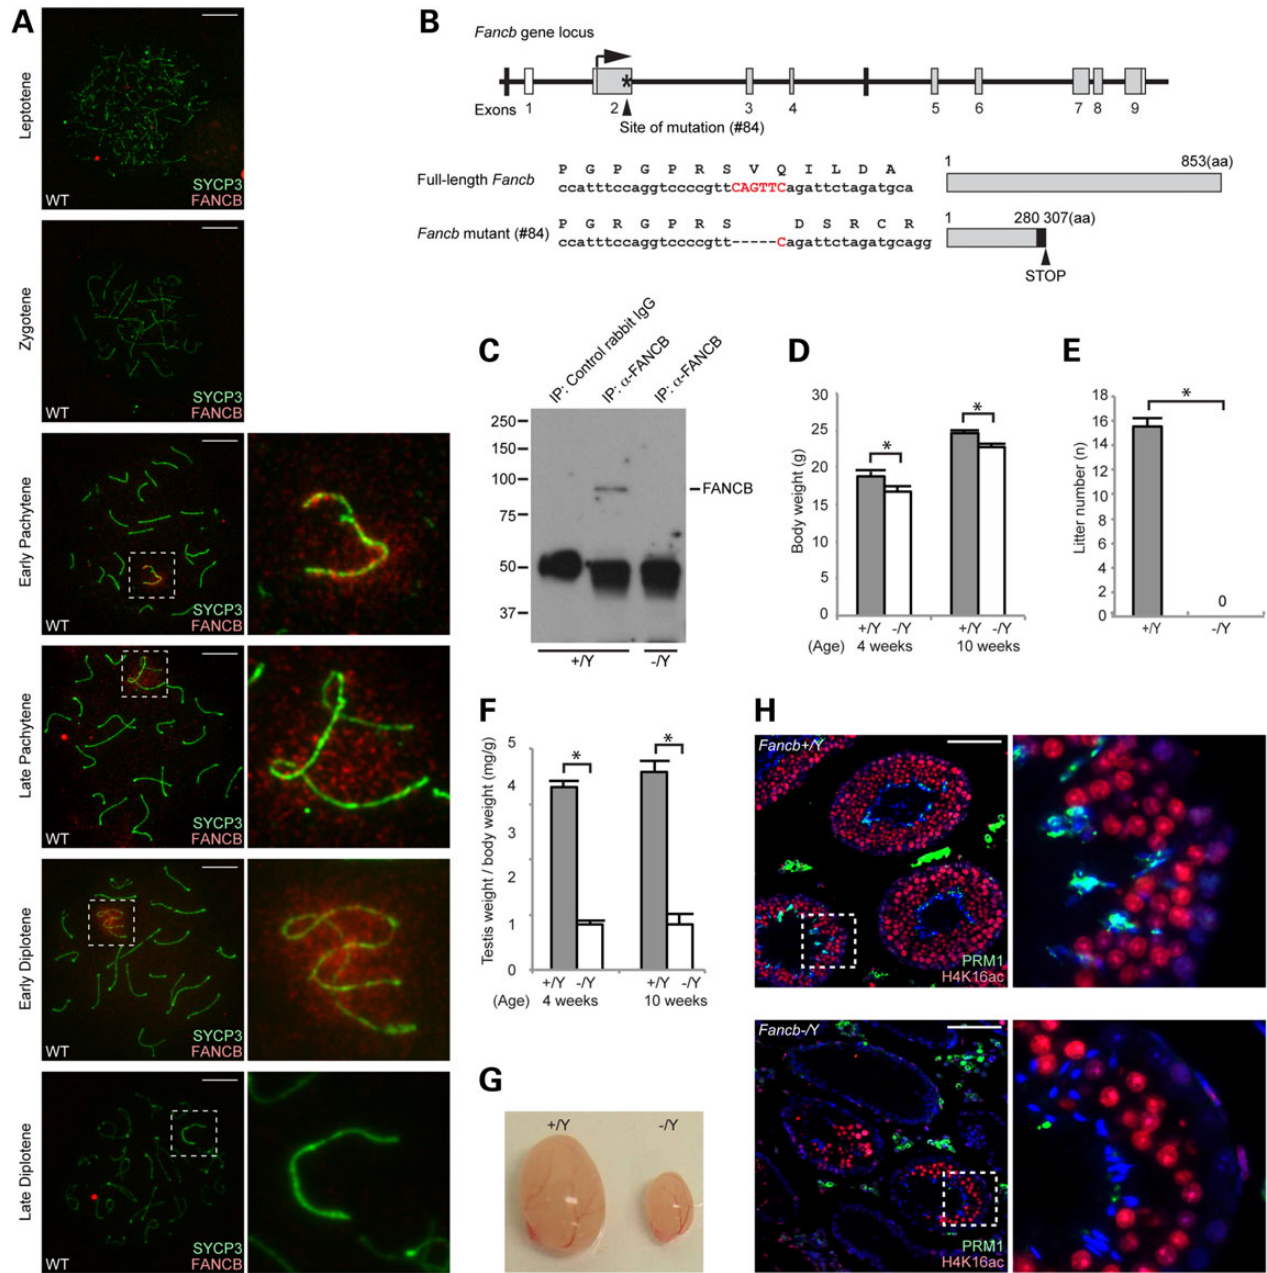 A
Leptotene
WT
SYCP3
FANCB
Zygotene
WT
SYCP3
FANCB
Early Pachytene
WT
SYCP3
FANCB
Late Pachytene
WT
SYCP3
FANCB
Early Diplotene
WT
SYCP3
FANCB
Late Diplotene
WT
SYCP3
FANCB
B
Fancb gene locus
*
Exons 1 2 3 4 5 6 7 8 9
Site of mutation (#84)
P G P G P R S V Q I L D A
Full-length Fancb
ccatttccaggtccccgttCAGTTCagattctagatgca
1 853(aa)
P G R G P R S D S R C R
Fancb mutant (#84)
ccatttccaggtccccgtt-----Cagattctagatgcagg
1 280 307(aa)
STOP
C
IP: Control rabbit IgG
IP: α-FANCB
IP: α-FANCB
250
150
100
75
50
37
FANCB
+/Y -/Y
D
Body weight (g)
30
25
20
15
10
5
0
* *
+/Y -/Y +/Y -/Y
(Age) 4 weeks 10 weeks
E
Litter number (n)
18
16
14
12
10
8
6
4
2
0
*
0
+/Y -/Y
F
Testis weight / body weight (mg/g)
5
4
3
2
1
0
* *
+/Y -/Y +/Y -/Y
(Age) 4 weeks 10 weeks
G
+/Y -/Y
H
Fancb+/Y
PRM1
H4K16ac
Fancb-/Y
PRM1
H4K16ac